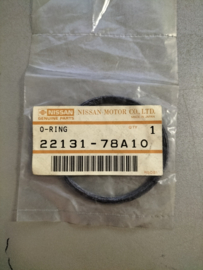 NISSAN NISSAN MOTOR CO., LTD.
GENUINE PARTS
O-RING 1
22131-78A10